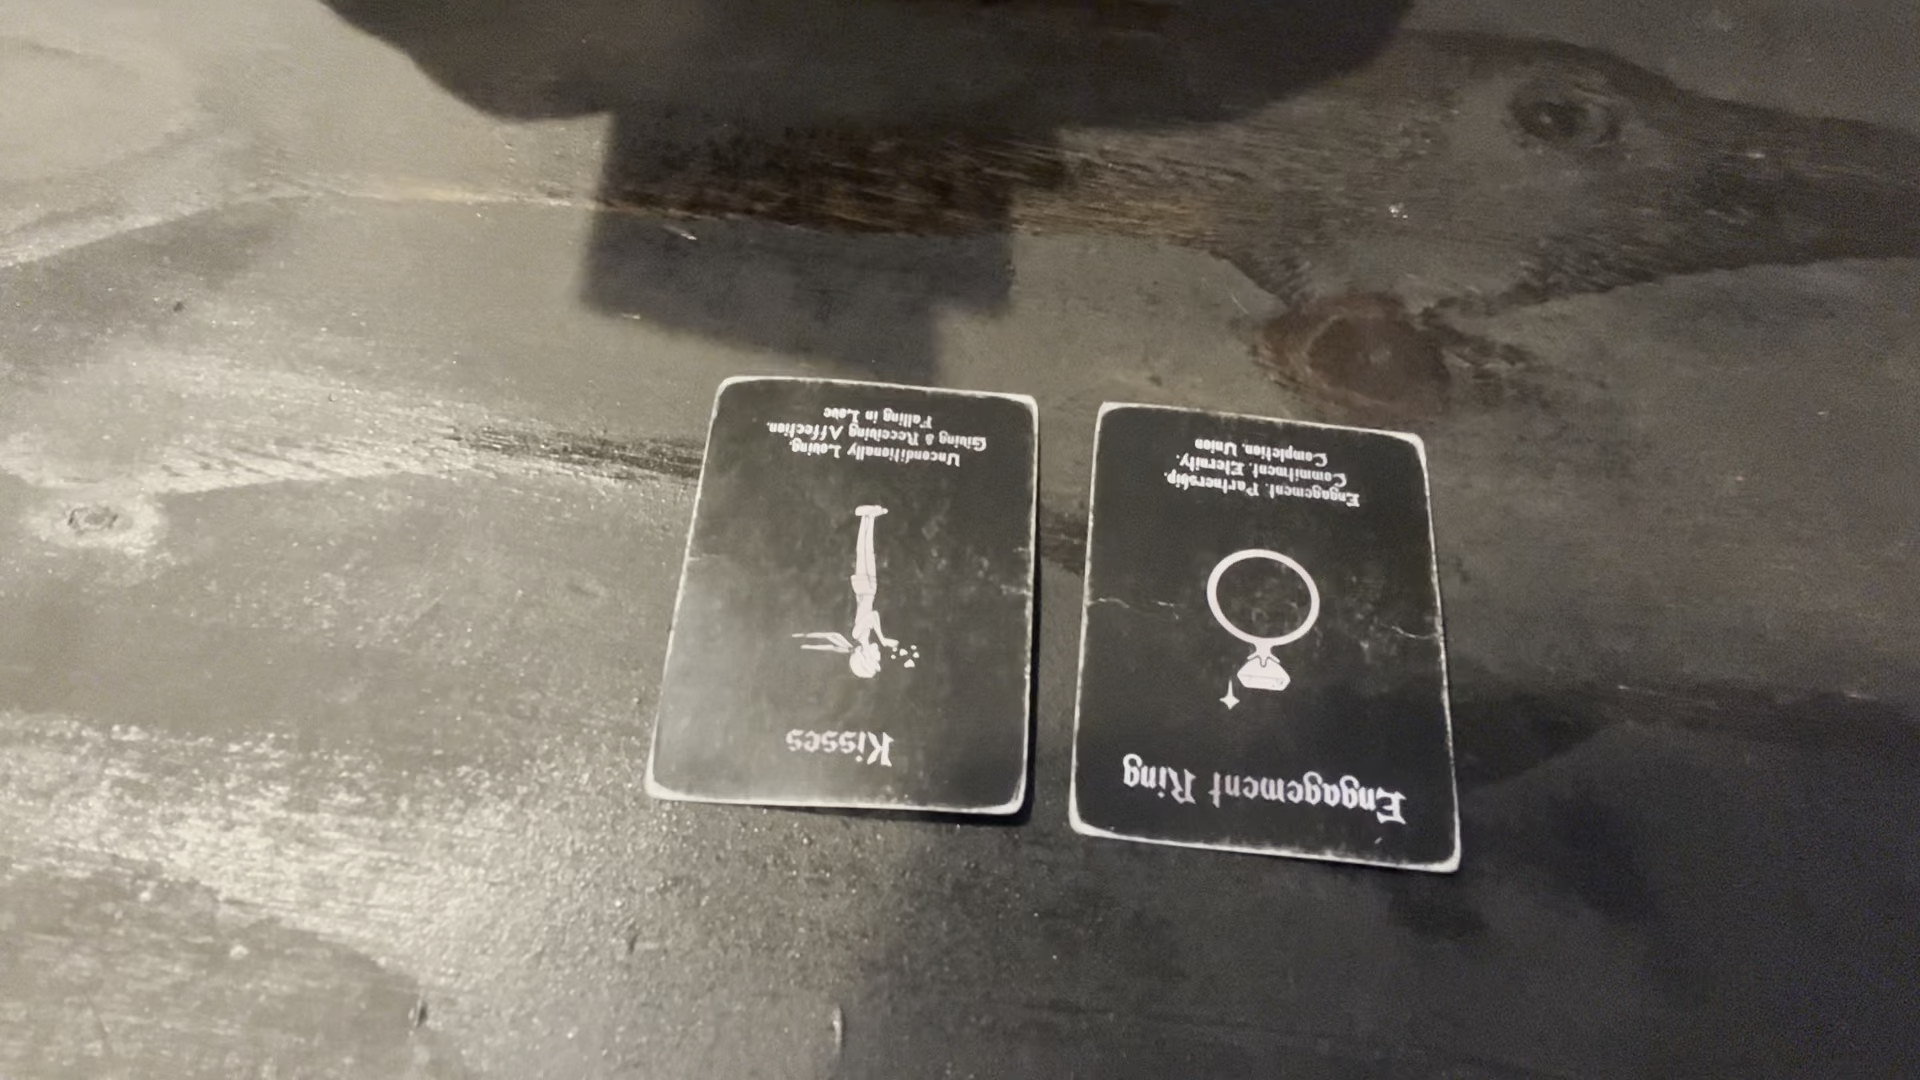 Kisses
Unconditionally Loving,
Giving & Receiving Affection,
Falling in Love
Engagement Ring
Engagement, Partnership,
Commitment, Eternity,
Completion, Union